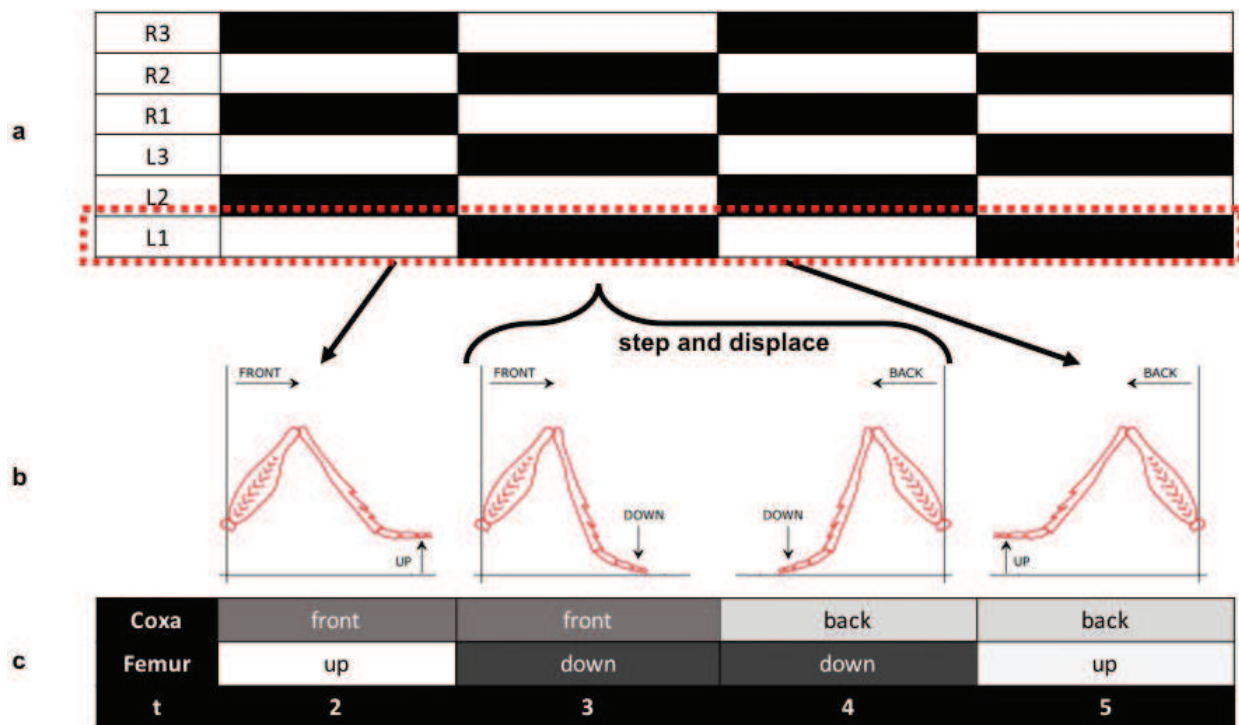 R3
R2
a
R1
L3
L2
L1
step and displace
FRONT FRONT BACK BACK
b
DOWN DOWN
UP UP
Coxa front front back back
c
Femur up down down up
t 2 3 4 5